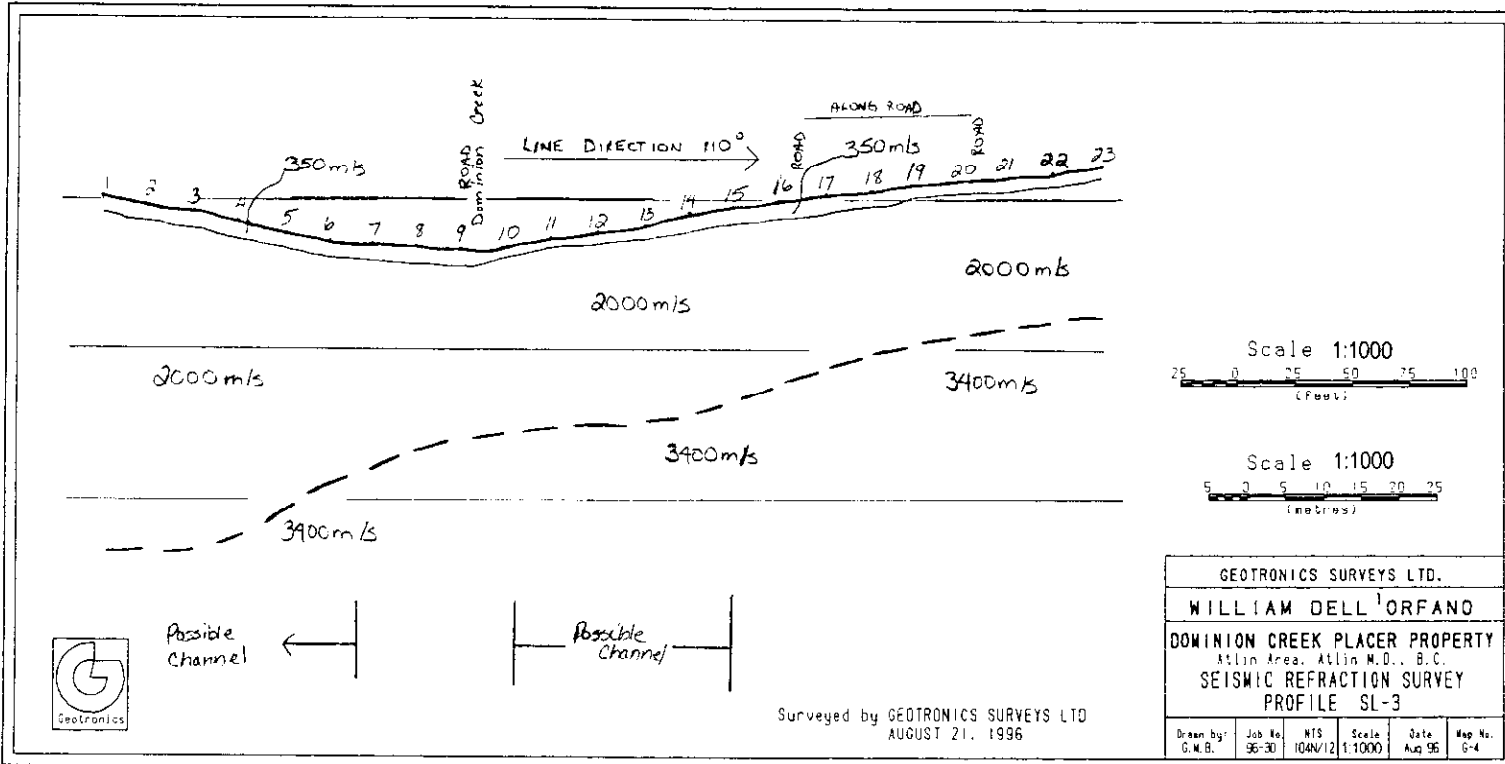 ROAD
Dominion Creek
LINE DIRECTION 110°
ALONG ROAD
ROAD
ROAD
350m/s
350m/s
1 2 3 4 5 6 7 8 9 10 11 12 13 14 15 16 17 18 19 20 21 22 23
2000m/s
2000m/s
2000m/s
3400m/s
3400m/s
3400m/s
Possible
Channel
Possible
Channel
Scale 1:1000
25 0 25 50 75 100
(feet)
Scale 1:1000
5 0 5 10 15 20 25
(metres)
Geotronics
Surveyed by GEOTRONICS SURVEYS LTD
AUGUST 21, 1996
GEOTRONICS SURVEYS LTD.
WILLIAM DELL'ORFANO
DOMINION CREEK PLACER PROPERTY
Atlin Area, Atlin M.D., B.C.
SEISMIC REFRACTION SURVEY
PROFILE SL-3
Drawn by: G.M.B.
Job No. 96-30
NTS 104N/12
Scale 1:1000
Date Aug 96
Map No. G-4